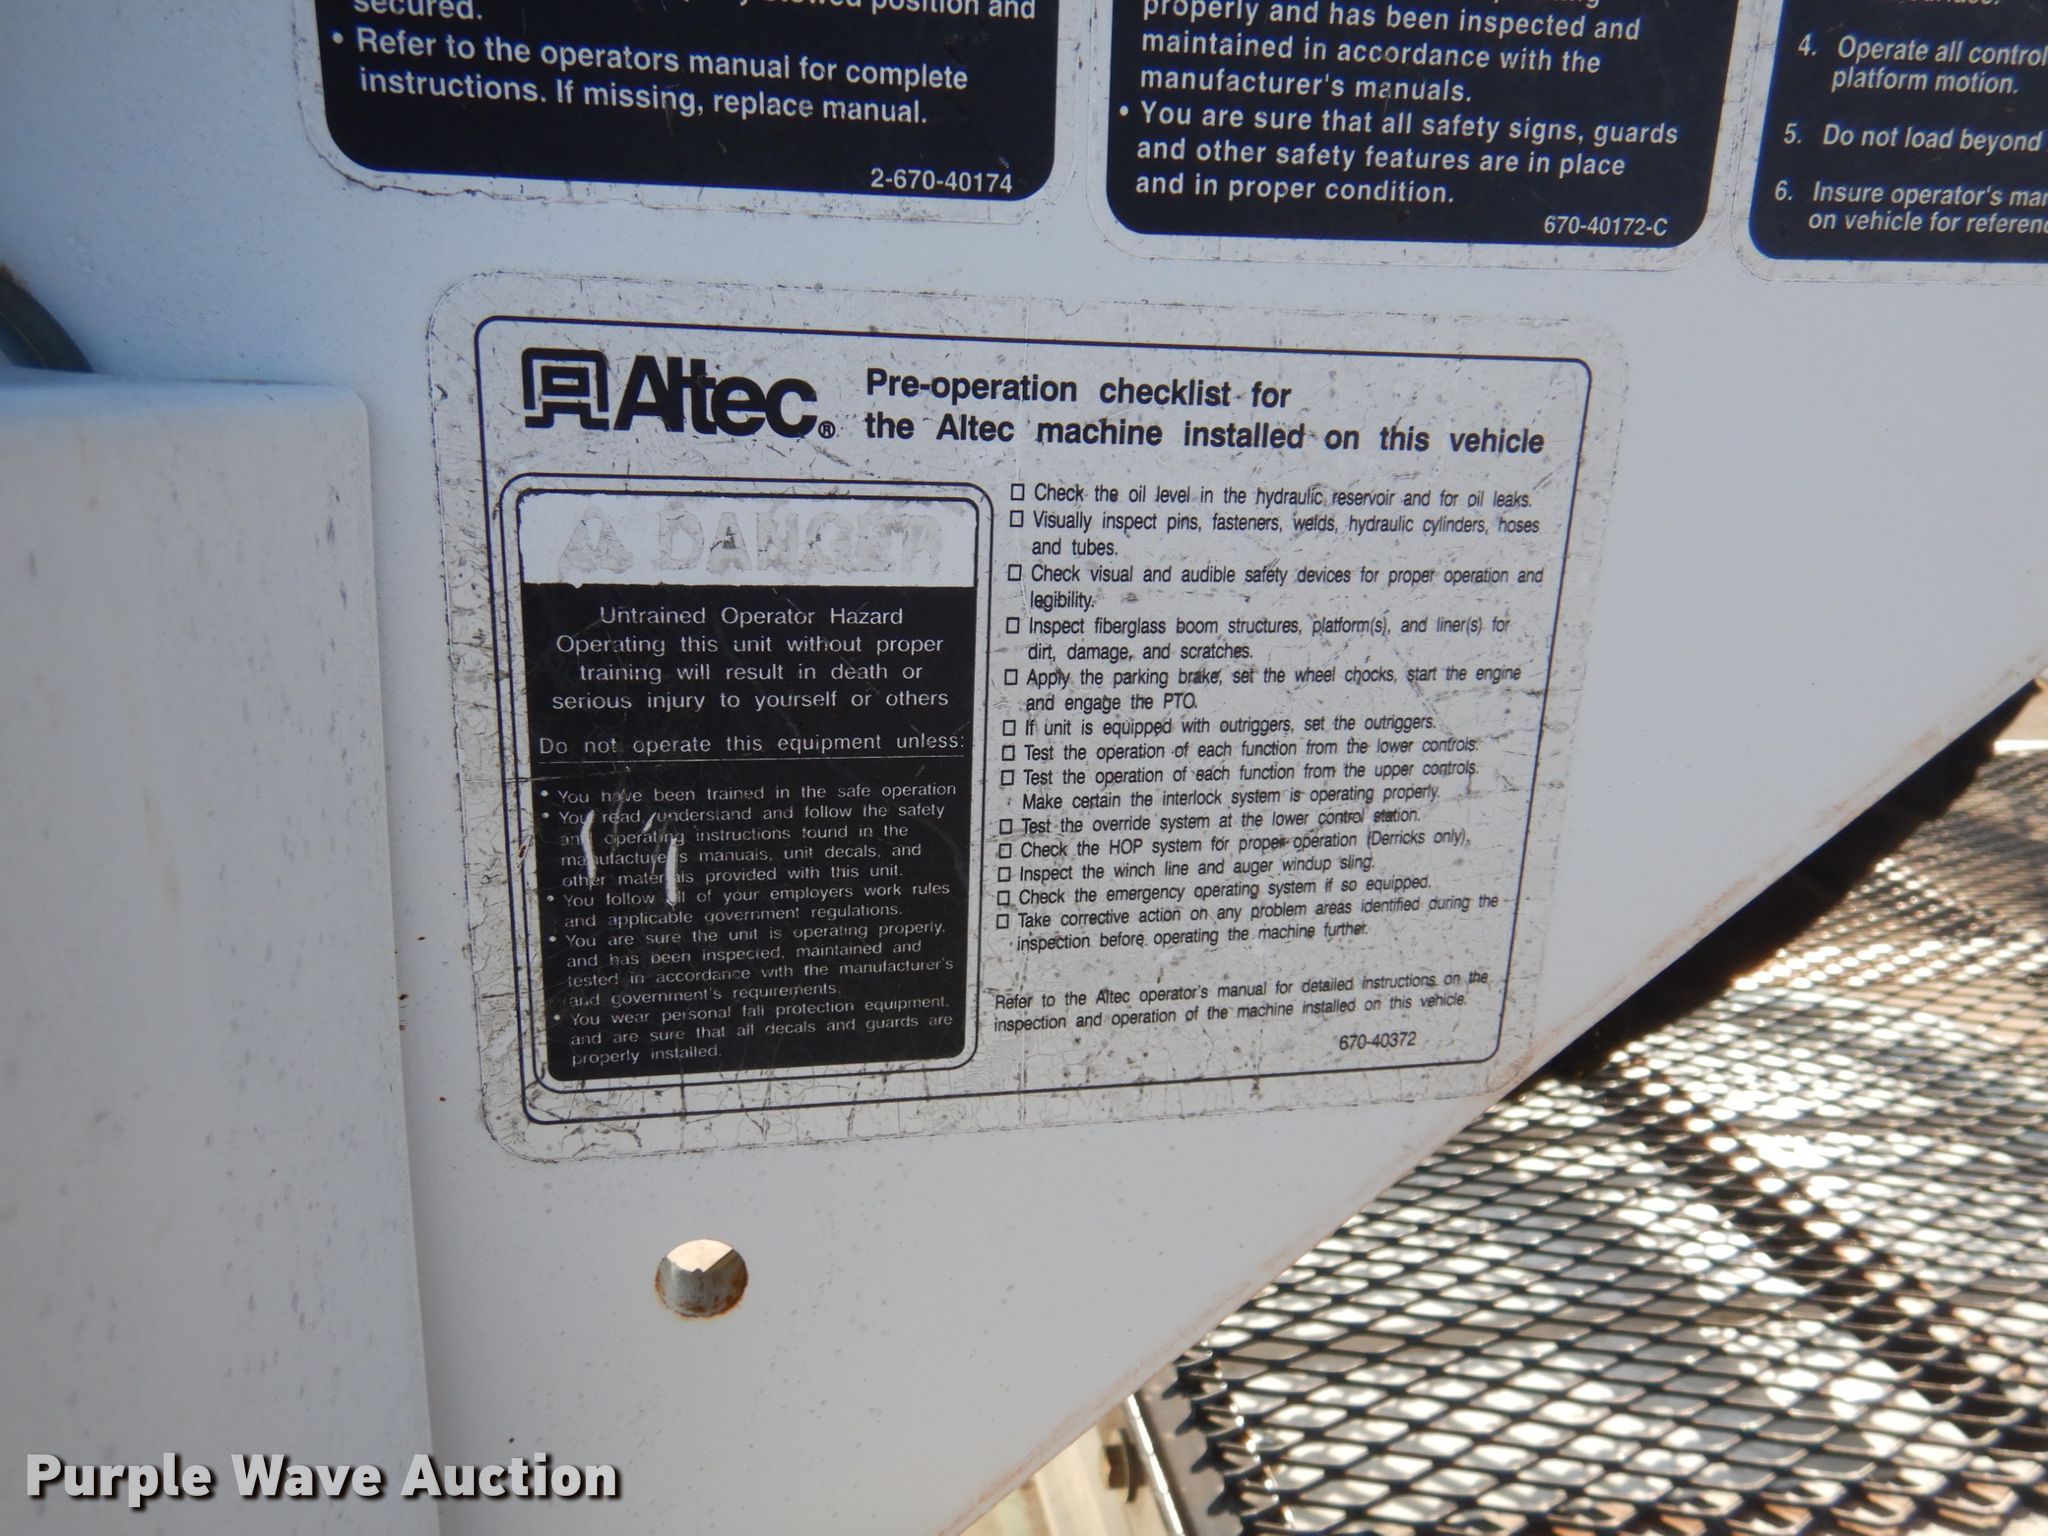 secured.
position and
• Refer to the operators manual for complete
instructions. If missing, replace manual.
2-670-40174
properly and has been inspected and
maintained in accordance with the
manufacturer's manuals.
• You are sure that all safety signs, guards
and other safety features are in place
and in proper condition.
670-40172-C
4. Operate all control
platform motion.
5. Do not load beyond
6. Insure operator's
on vehicle for
Altec®
Pre-operation checklist for
the Altec machine installed on this vehicle
DANGER
Untrained Operator Hazard
Operating this unit without proper
training will result in death or
serious injury to yourself or others
Do not operate this equipment unless:
• You have been trained in the safe operation
• You read, understand and follow the safety
and operating instructions found in the
manufacturer's manuals, unit decals, and
other materials provided with this unit.
• You follow all of your employers work rules
and applicable government regulations.
• You are sure the unit is operating properly,
and has been inspected, maintained and
tested in accordance with the manufacturer's
and government's requirements.
• You wear personal fall protection equipment,
and are sure that all decals and guards are
properly installed.
☐ Check the oil level in the hydraulic reservoir and for oil leaks.
☐ Visually inspect pins, fasteners, welds, hydraulic cylinders, hoses
and tubes.
☐ Check visual and audible safety devices for proper operation and
legibility.
☐ Inspect fiberglass boom structures, platform(s), and liner(s) for
dirt, damage, and scratches.
☐ Apply the parking brake, set the wheel chocks, start the engine
and engage the PTO.
☐ If unit is equipped with outriggers, set the outriggers.
☐ Test the operation of each function from the lower controls.
☐ Test the operation of each function from the upper controls.
Make certain the interlock system is operating properly.
☐ Test the override system at the lower control station.
☐ Check the HOP system for proper operation (Derricks only),
☐ Inspect the winch line and auger windup sling.
☐ Check the emergency operating system if so equipped.
☐ Take corrective action on any problem areas identified during the
inspection before operating the machine further.
Refer to the Altec operator's manual for detailed instructions on the
inspection and operation of the machine installed on this vehicle.
670-40372
Purple Wave Auction